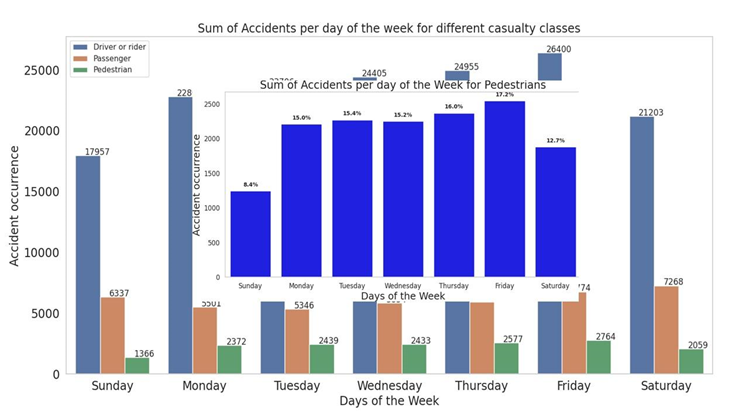 Sum of Accidents per day of the week for different casualty classes
Driver or rider
Passenger
Pedestrian
Accident occurrence
25000
20000
15000
10000
5000
0
17957
6337
1366
228
5501
2372
5346
2439
24405
2433
24955
2577
26400
774
2764
21203
7268
2059
Sunday
Monday
Tuesday
Wednesday
Thursday
Friday
Saturday
Days of the Week
Sum of Accidents per day of the Week for Pedestrians
Accident occurrence
2500
2000
1500
1000
500
0
8.4%
15.0%
15.4%
15.2%
16.0%
17.2%
12.7%
Sunday
Monday
Tuesday
Wednesday
Thursday
Friday
Saturday
Days of the Week